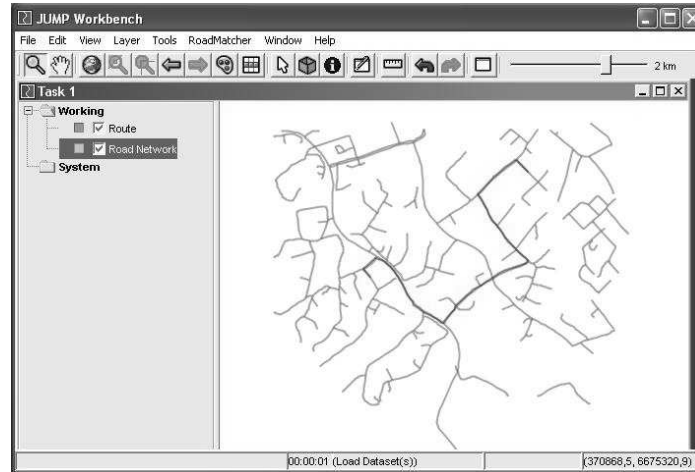 JUMP Workbench
File Edit View Layer Tools RoadMatcher Window Help
2 km
Task 1
Working
Route
Road Network
System
00:00:01 (Load Dataset(s))
(370868,5, 6675320,9)